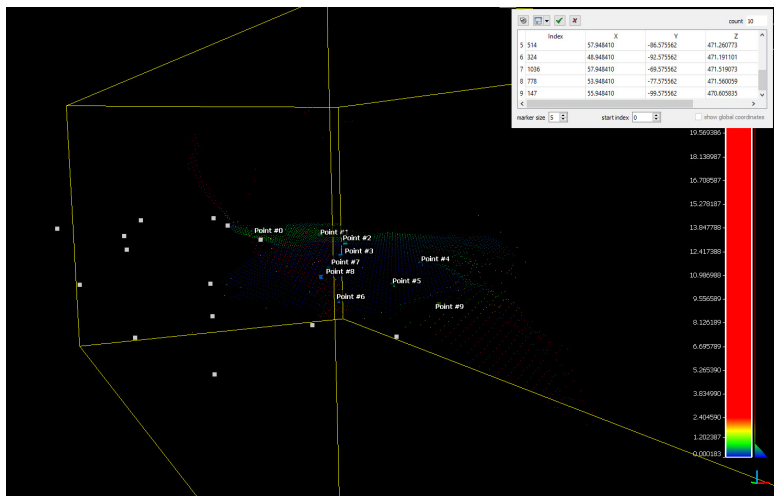 count 10
Index X Y Z
5 514 57.948410 -86.575562 471.260773
6 324 48.948410 -92.575562 471.191101
7 1036 57.948410 -69.575562 471.519073
8 778 53.948410 -77.575562 471.560059
9 147 55.948410 -99.575562 470.605835
marker size 5 start index 0 show global coordinates
19.569386
18.138987
16.708587
15.278187
13.847788
12.417388
10.986988
9.556589
8.126189
6.695789
5.265390
3.834990
2.404590
1.202387
0.000183
Point #0
Point #1
Point #2
Point #3
Point #4
Point #7
Point #8
Point #5
Point #6
Point #9